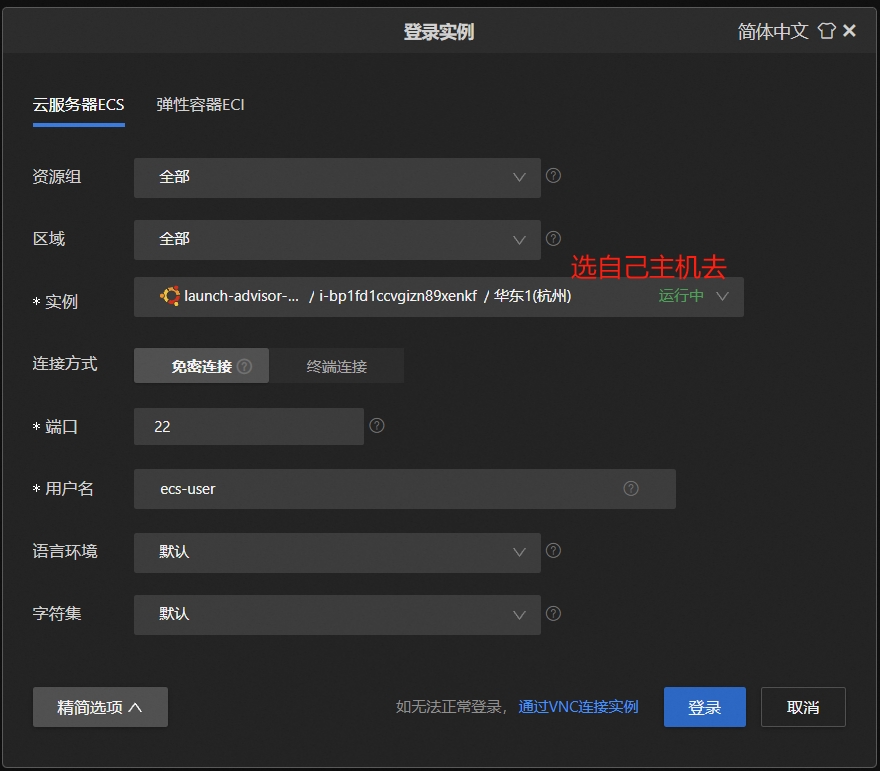 登录实例
简体中文
云服务器ECS 弹性容器ECI
资源组 全部
区域 全部
选自己主机去
* 实例 launch-advisor-... / i-bp1fd1ccvgizn89xenkf / 华东1(杭州) 运行中
连接方式 免密连接 终端连接
* 端口 22
* 用户名 ecs-user
语言环境 默认
字符集 默认
精简选项 如无法正常登录，通过VNC连接实例 登录 取消